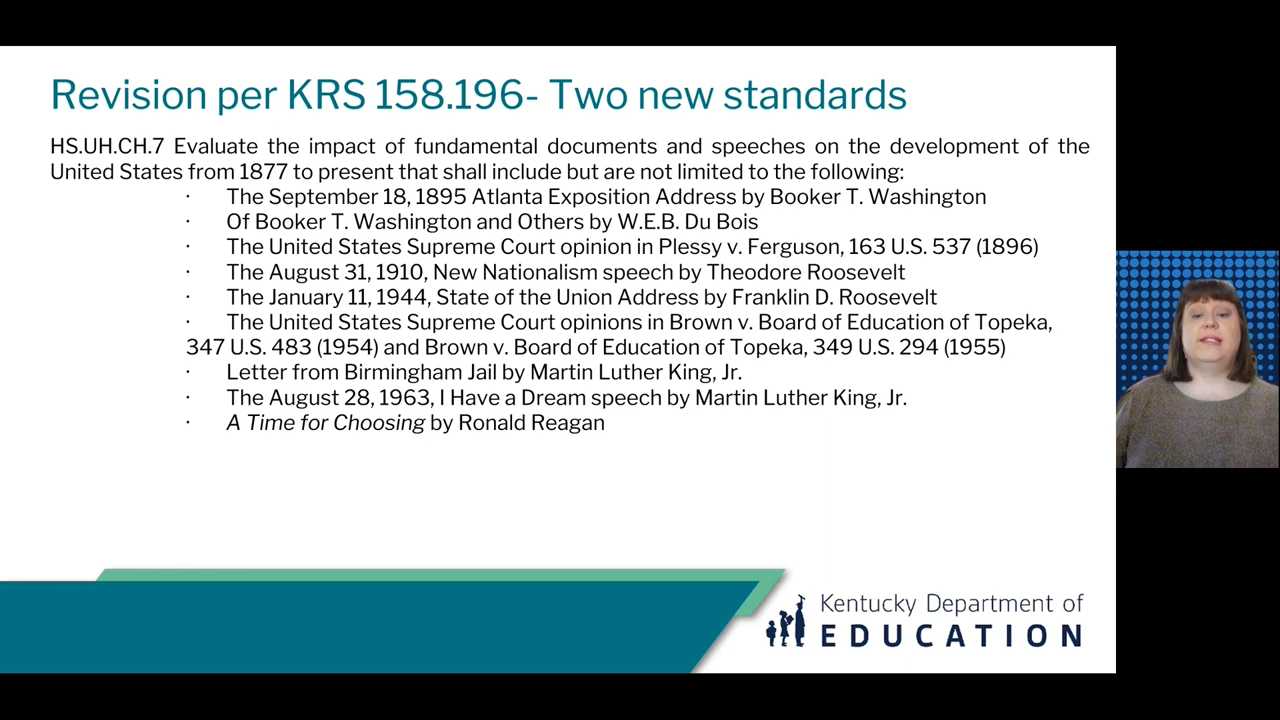 Revision per KRS 158.196- Two new standards
HS.UH.CH.7 Evaluate the impact of fundamental documents and speeches on the development of the
United States from 1877 to present that shall include but are not limited to the following:
· The September 18, 1895 Atlanta Exposition Address by Booker T. Washington
· Of Booker T. Washington and Others by W.E.B. Du Bois
· The United States Supreme Court opinion in Plessy v. Ferguson, 163 U.S. 537 (1896)
· The August 31, 1910, New Nationalism speech by Theodore Roosevelt
· The January 11, 1944, State of the Union Address by Franklin D. Roosevelt
· The United States Supreme Court opinions in Brown v. Board of Education of Topeka,
347 U.S. 483 (1954) and Brown v. Board of Education of Topeka, 349 U.S. 294 (1955)
· Letter from Birmingham Jail by Martin Luther King, Jr.
· The August 28, 1963, I Have a Dream speech by Martin Luther King, Jr.
· A Time for Choosing by Ronald Reagan
Kentucky Department of
EDUCATION